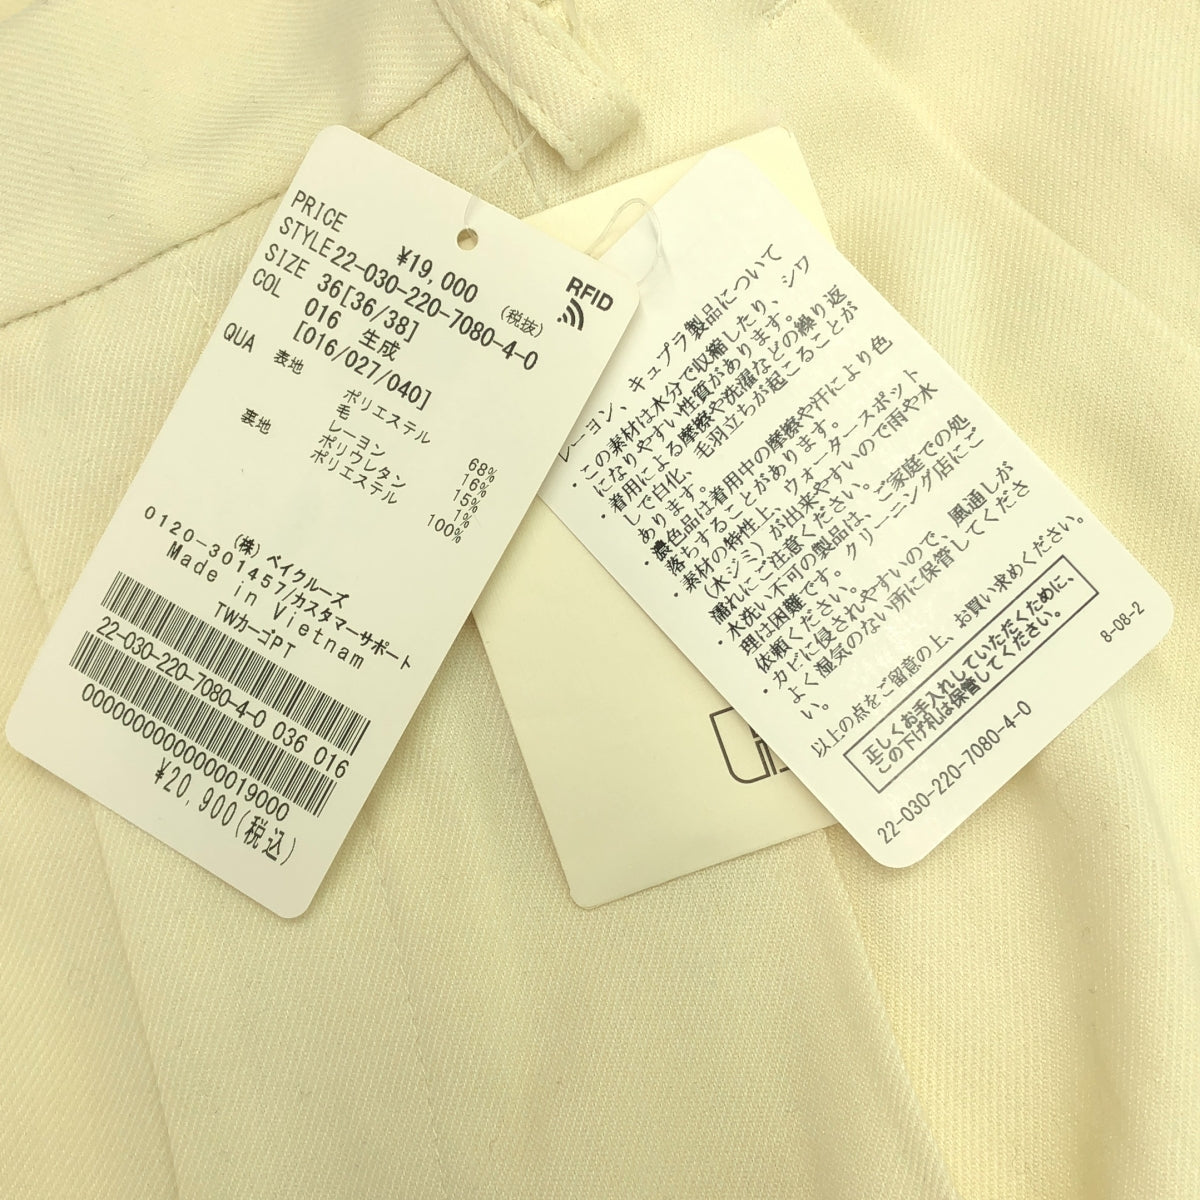 PRICE ¥19,000 (税抜)
STYLE 22-030-220-7080-4-0
SIZE 36[36/38]
COL 016 生成
[016/027/040]
QUA 表地 ポリエステル 68%
毛 16%
レーヨン 15%
ポリウレタン 1%
裏地 ポリエステル 100%
(株) ベイクルーズ
0120-301457/カスタマーサポート
Made in Vietnam
TWカーゴPT
22-030-220-7080-4-0 036 016
0000000000000019000
¥20,900(税込)
RFID
レーヨン、キュプラ製品について
・この素材は水分で収縮したり、シワ
になりやすい性質があります。
・着用による摩擦や洗濯などの繰り返
しで白化、毛羽立ちが起こることが
あります。
・濃色品は着用中の摩擦や汗により色
落ちすることがあります。
・素材の特性上、ウォータースポット
(水ジミ)が出来やすいので雨や水
濡れにご注意ください。
・水洗い不可の製品は、ご家庭での処
理は困難です。クリーニング店にご
依頼ください。
・カビに侵されやすいので、風通しが
よく湿気のない所に保管してくださ
い。
以上の点をご留意の上、お買い求めください。
正しくお手入れしていただくために、
この下げ札は保管してください。
8-08-2
22-030-220-7080-4-0